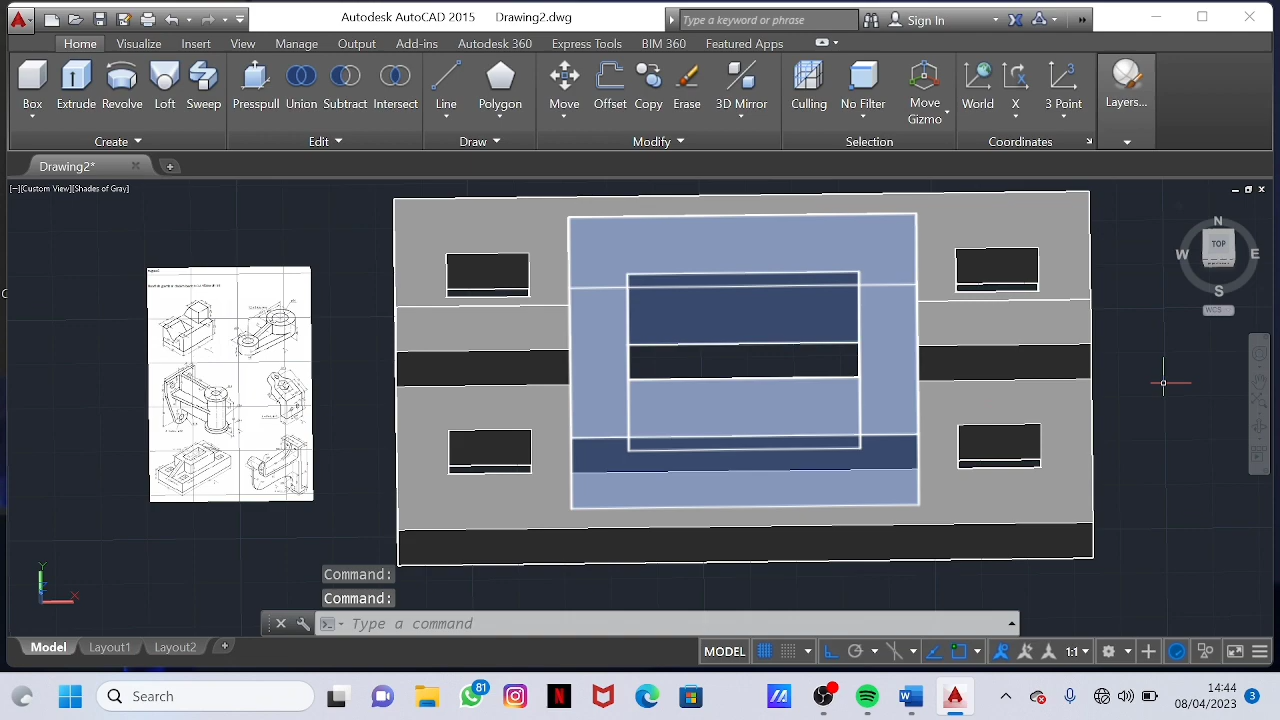 Autodesk AutoCAD 2015 Drawing2.dwg
Type a keyword or phrase
Sign In
Home Visualize Insert View Manage Output Add-ins Autodesk 360 Express Tools BIM 360 Featured Apps
Box Extrude Revolve Loft Sweep Presspull Union Subtract Intersect Line Polygon Move Offset Copy Erase 3D Mirror Culling No Filter Move Gizmo World X 3 Point Layers...
Create Edit Draw Modify Selection Coordinates
Drawing2*
[–][Custom View][Shades of Gray]
N
W TOP E
S
WCS
Y
X
Command:
Command:
Type a command
Model Layout1 Layout2
MODEL 1:1
Search
81
14:44
08/04/2023
3